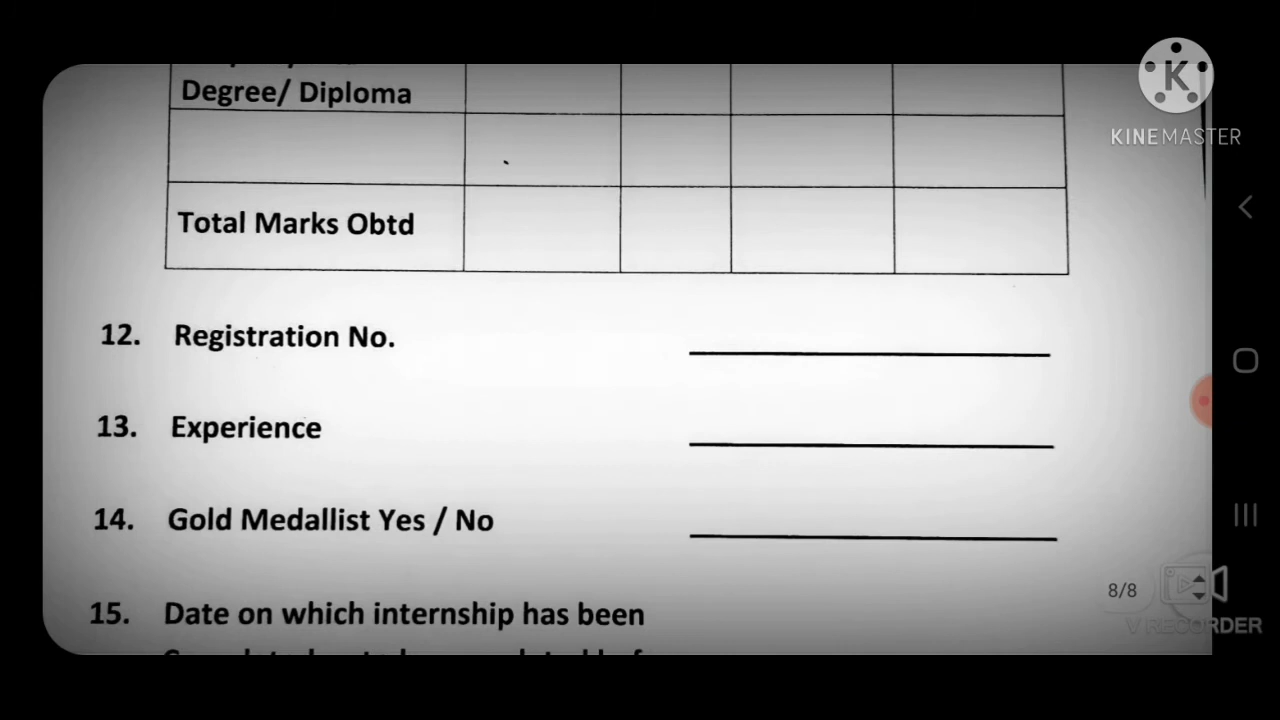 Degree/ Diploma
Total Marks Obtd
12. Registration No.
13. Experience
14. Gold Medallist Yes / No
15. Date on which internship has been
K
KINEMASTER
8/8
V RECORDER